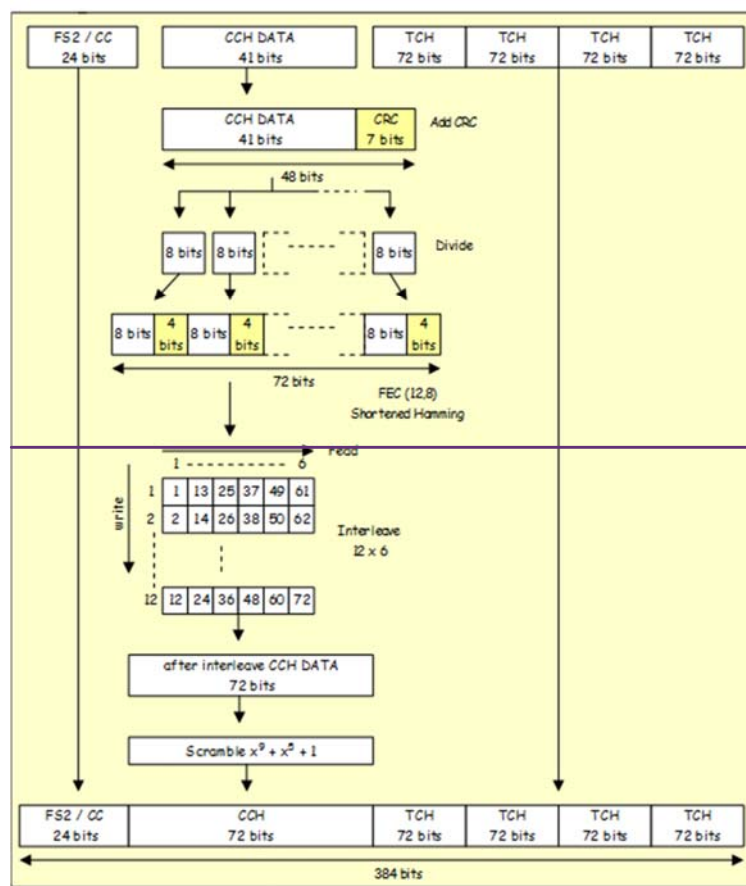 FS2 / CC CCH DATA TCH TCH TCH TCH
24 bits 41 bits 72 bits 72 bits 72 bits 72 bits
CCH DATA CRC Add CRC
41 bits 7 bits
48 bits
8 bits 8 bits 8 bits Divide
8 bits 4 bits 8 bits 4 bits 8 bits 4 bits
72 bits
FEC (12,8)
Shortened Hamming
read
1 6
write
1 1 13 25 37 49 61
2 2 14 26 38 50 62
Interleave
12 x 6
12 12 24 36 48 60 72
after interleave CCH DATA
72 bits
Scramble x⁹ + x⁵ + 1
FS2 / CC CCH TCH TCH TCH TCH
24 bits 72 bits 72 bits 72 bits 72 bits 72 bits
384 bits